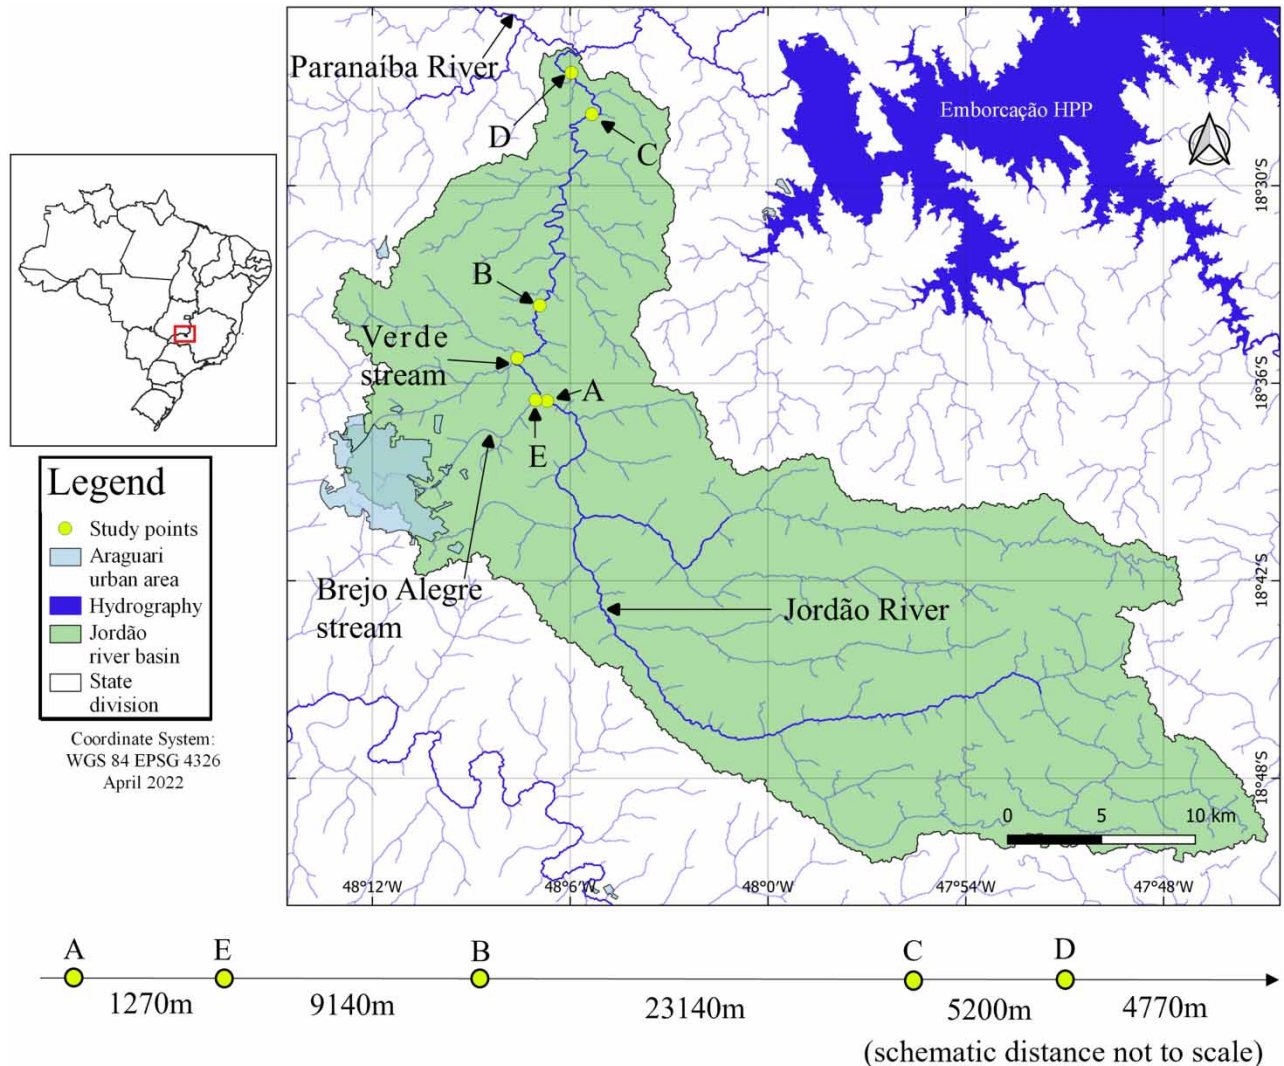 Paranaíba River
Emborcação HPP
D
C
18°30'S
B
Verde
stream
A
18°36'S
E
Legend
Study points
Araguari
urban area
Hydrography
Jordão
river basin
State
division
Brejo Alegre
stream
18°42'S
Jordão River
Coordinate System:
WGS 84 EPSG 4326
April 2022
18°48'S
0 5 10 km
48°12'W 48°6'W 48°0'W 47°54'W 47°48'W
A E B C D
1270m 9140m 23140m 5200m 4770m
(schematic distance not to scale)